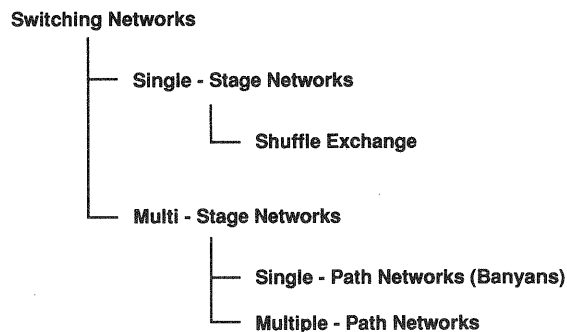 Switching Networks
Single - Stage Networks
Shuffle Exchange
Multi - Stage Networks
Single - Path Networks (Banyans)
Multiple - Path Networks